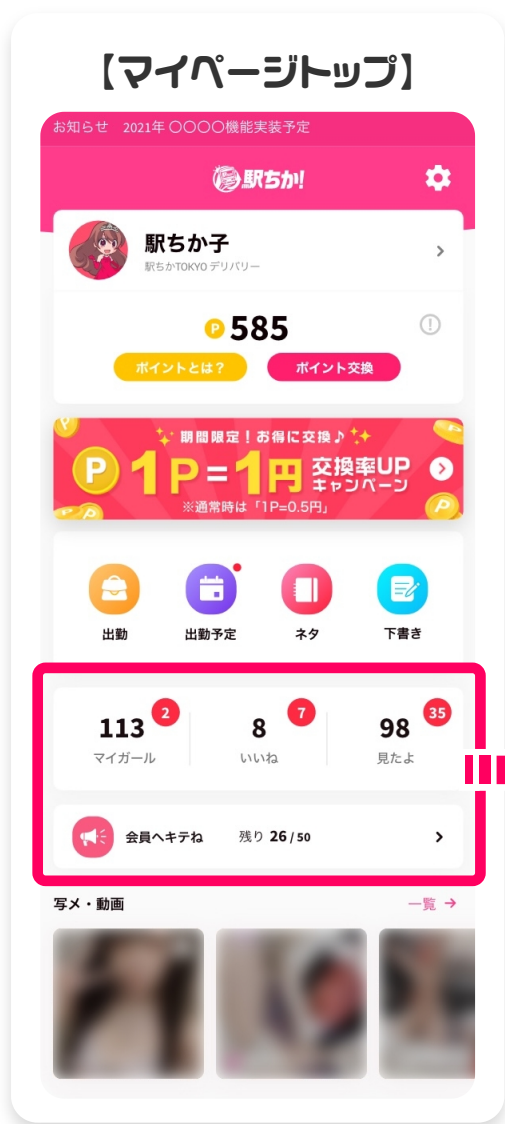 【マイページトップ】
お知らせ 2021年 〇〇〇〇機能実装予定
駅ちか!
駅ちか子
駅ちかTOKYO デリバリー
P 585
ポイントとは?
ポイント交換
期間限定!お得に交換♪
P 1P=1円 交換率UP
キャンペーン
※通常時は「1P=0.5円」
出勤
出勤予定
ネタ
下書き
113 2
マイガール
8 7
いいね
98 35
見たよ
会員へキテね 残り 26 / 50
写メ・動画
一覧 →